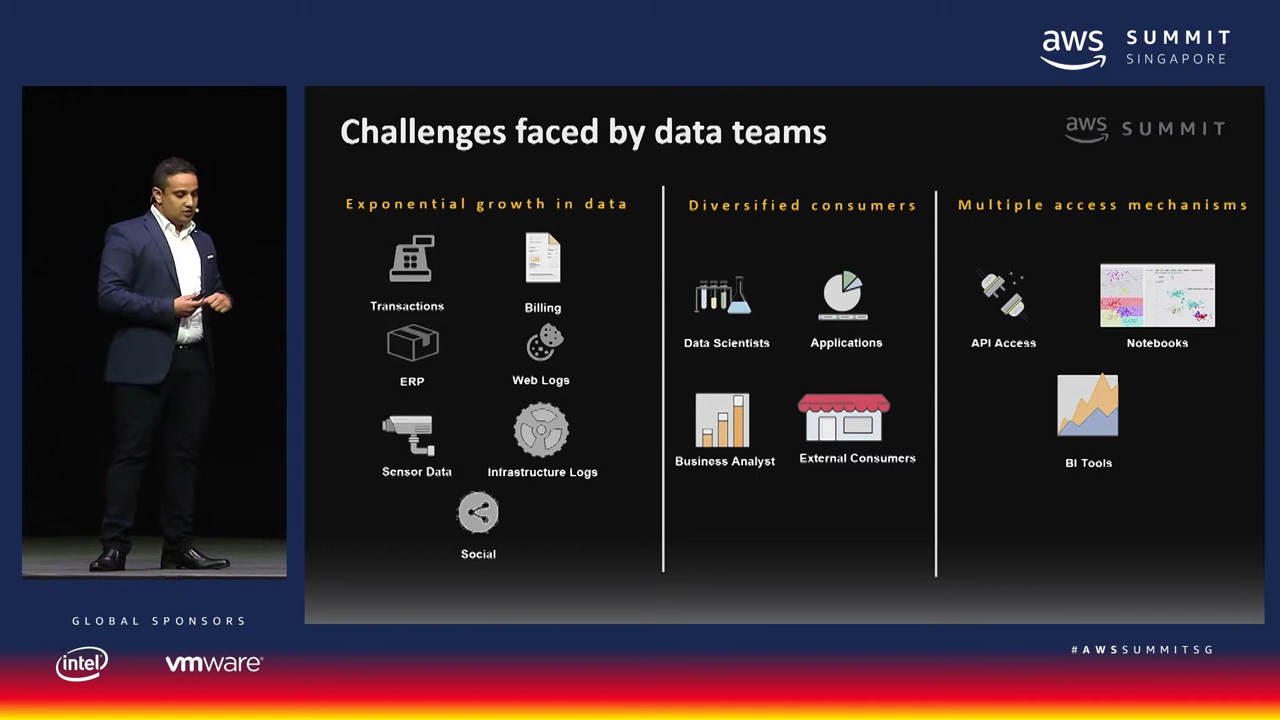 aws SUMMIT
SINGAPORE
Challenges faced by data teams
aws SUMMIT
Exponential growth in data
Transactions
Billing
ERP
Web Logs
Sensor Data
Infrastructure Logs
Social
Diversified consumers
Data Scientists
Applications
Business Analyst
External Consumers
Multiple access mechanisms
API Access
Notebooks
BI Tools
GLOBAL SPONSORS
intel
vmware
#AWSSUMMITSG